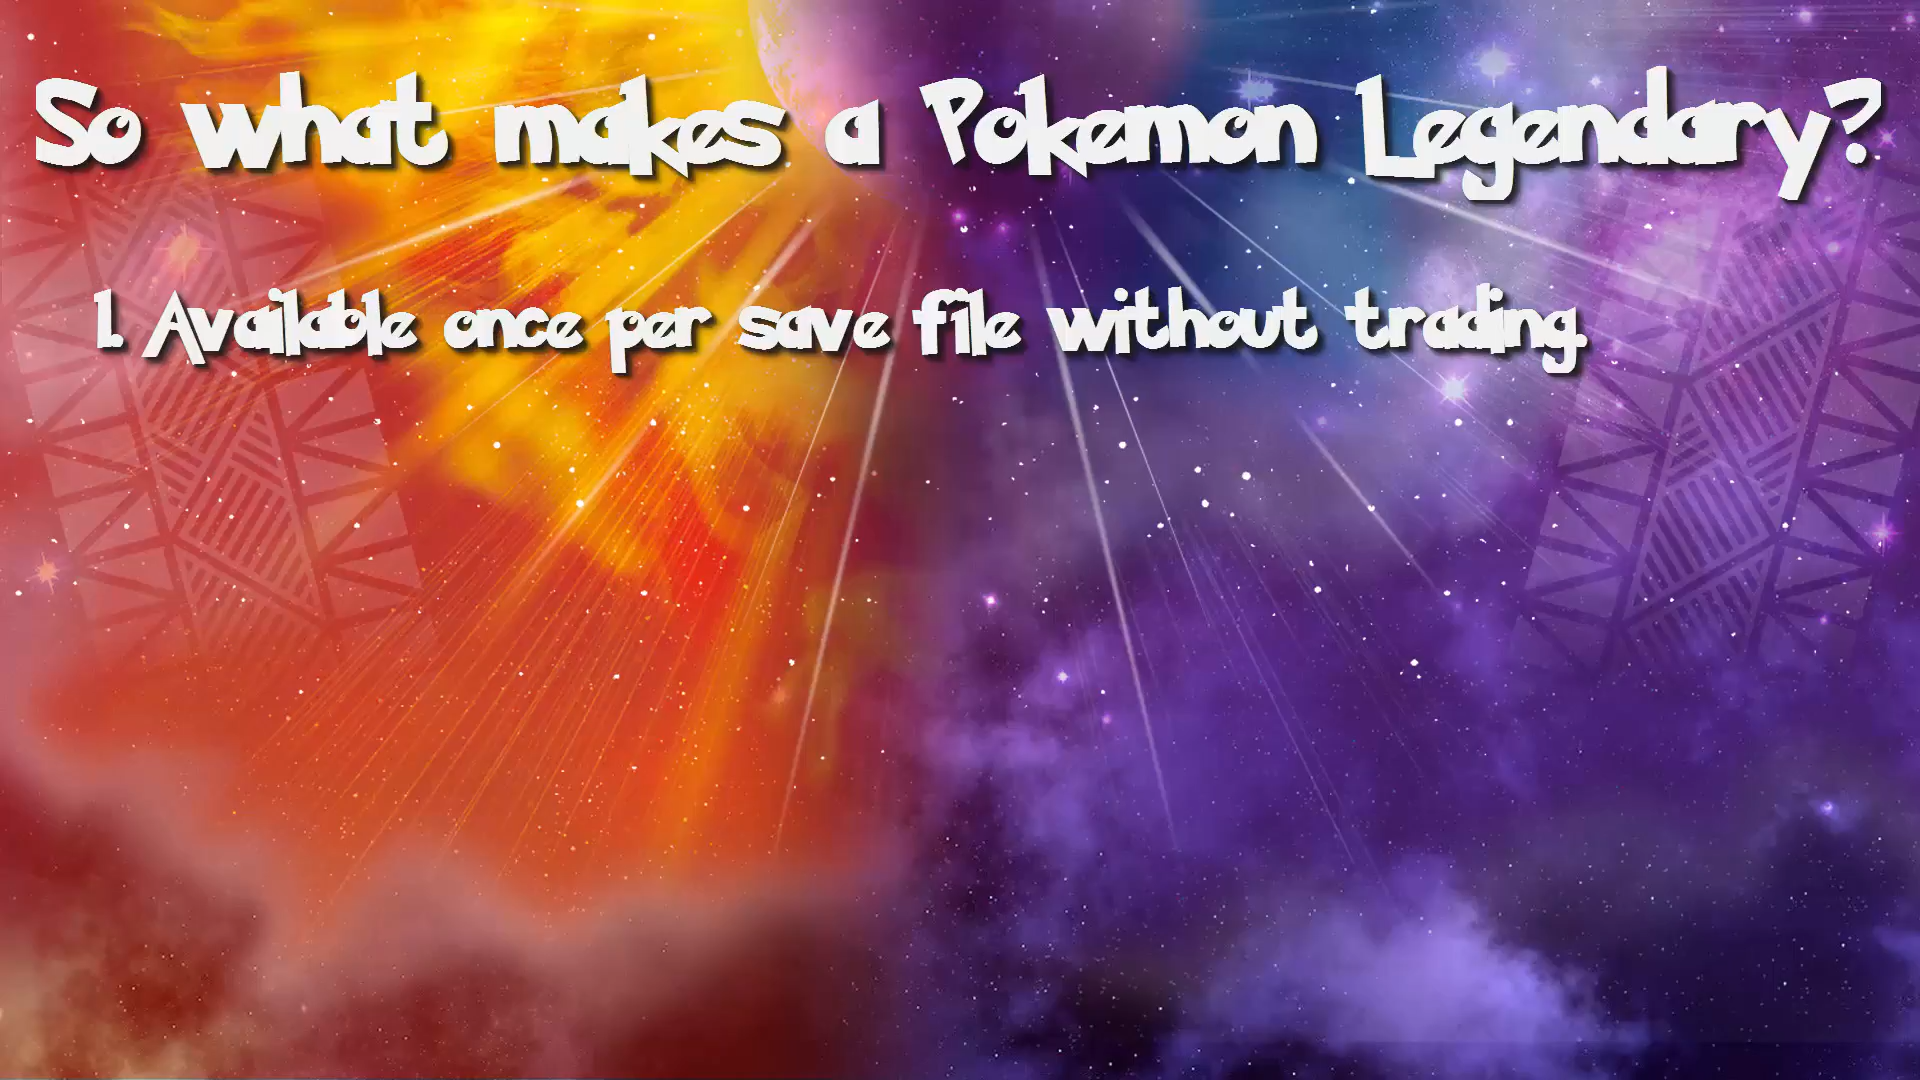 So what makes a Pokemon Legendary?
1. Available once per save file without trading.